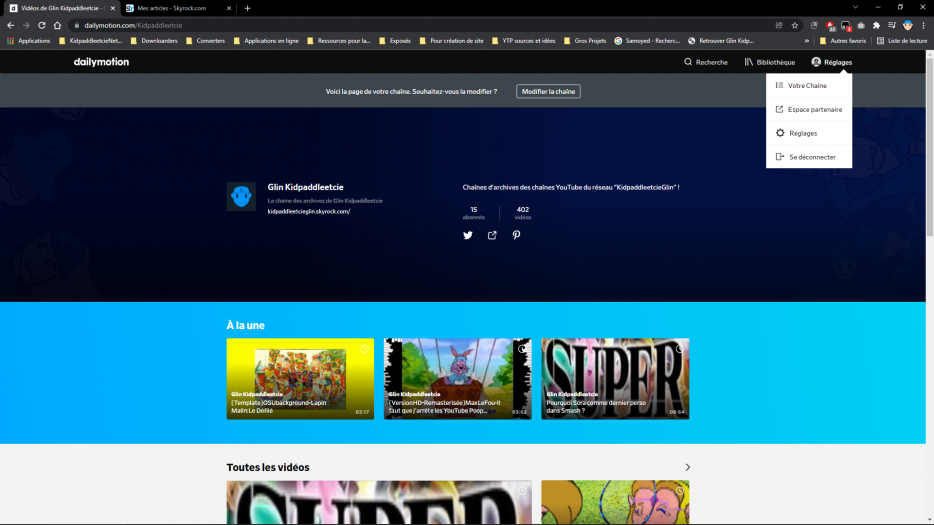 Vidéos de Glin Kidpaddleetcie - D
Mes articles - Skyrock.com
dailymotion.com/Kidpaddleetcie
Applications
KidpaddleetcieNet...
Downloarders
Converters
Applications en ligne
Ressources pour la...
Exposés
Pour création de site
YTP sources et idées
Gros Projets
Samoyed - Recherc...
Retrouver Glin Kidp...
»
Autres favoris
Liste de lecture
dailymotion
Recherche
Bibliothèque
Réglages
Voici la page de votre chaîne. Souhaitez-vous la modifier ?
Modifier la chaîne
Votre Chaîne
Espace partenaire
Réglages
Se déconnecter
Glin Kidpaddleetcie
La chaîne des archives de Glin Kidpaddleetcie
kidpaddleetcieglin.skyrock.com/
Chaînes d'archives des chaînes YouTube du réseau "KidpaddleetcieGlin" !
15
abonnés
402
vidéos
À la une
Glin Kidpaddleetcie
(Template)OSUbackground-Lapin
Malin:Le Défilé
02:17
Glin Kidpaddleetcie
(VersionHD-Remasterisée)MaxLeFou-Il
faut que j'arrête les YouTube Poop...
03:02
SUPER
Glin Kidpaddleetcie
Pourquoi Sora comme dernier perso
dans Smash ?
08:54
Toutes les vidéos
SUPER